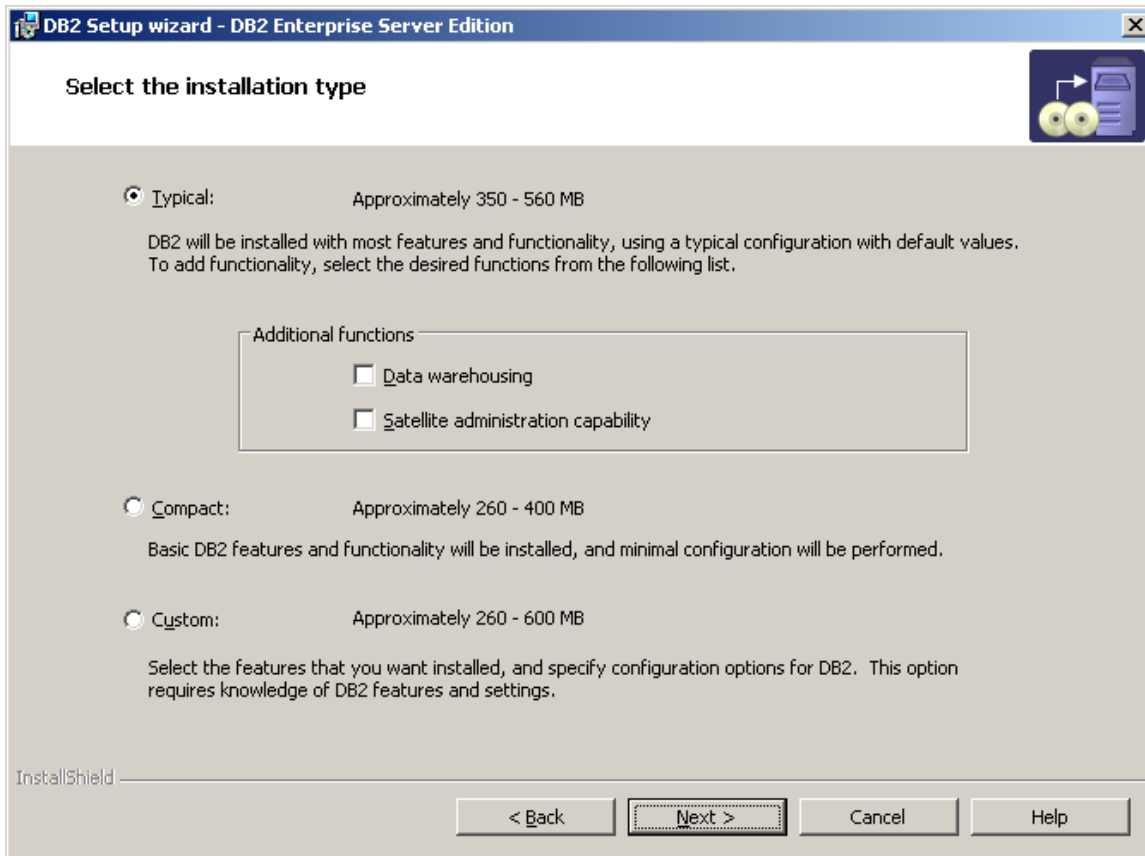 DB2 Setup wizard - DB2 Enterprise Server Edition
Select the installation type
Typical: Approximately 350 - 560 MB
DB2 will be installed with most features and functionality, using a typical configuration with default values.
To add functionality, select the desired functions from the following list.
Additional functions
Data warehousing
Satellite administration capability
Compact: Approximately 260 - 400 MB
Basic DB2 features and functionality will be installed, and minimal configuration will be performed.
Custom: Approximately 260 - 600 MB
Select the features that you want installed, and specify configuration options for DB2. This option
requires knowledge of DB2 features and settings.
InstallShield
< Back Next > Cancel Help